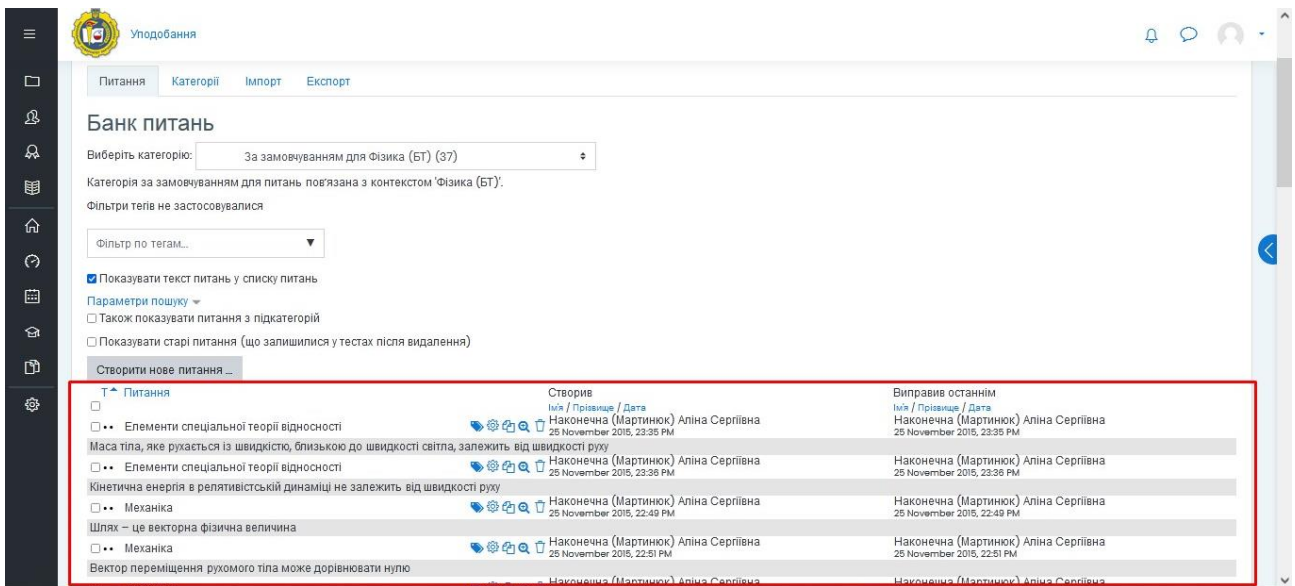 Уподобання
Питання Категорії Імпорт Експорт
Банк питань
Виберіть категорію: За замовчуванням для Фізика (БТ) (37)
Категорія за замовчуванням для питань пов'язана з контекстом 'Фізика (БТ)'.
Фільтри тегів не застосовувалися
Фільтр по тегам...
Показувати текст питань у списку питань
Параметри пошуку
Також показувати питання з підкатегорій
Показувати старі питання (що залишилися у тестах після видалення)
Створити нове питання ...
Т Питання Створив Виправив останнім
Ім'я / Прізвище / Дата Ім'я / Прізвище / Дата
Елементи спеціальної теорії відносності Наконечна (Мартинюк) Аліна Сергіївна Наконечна (Мартинюк) Аліна Сергіївна
25 November 2015, 23:35 PM 25 November 2015, 23:35 PM
Маса тіла, яке рухається із швидкістю, близькою до швидкості світла, залежить від швидкості руху
Елементи спеціальної теорії відносності Наконечна (Мартинюк) Аліна Сергіївна Наконечна (Мартинюк) Аліна Сергіївна
25 November 2015, 23:36 PM 25 November 2015, 23:36 PM
Кінетична енергія в релятивістській динаміці не залежить від швидкості руху
Механіка Наконечна (Мартинюк) Аліна Сергіївна Наконечна (Мартинюк) Аліна Сергіївна
25 November 2015, 22:49 PM 25 November 2015, 22:49 PM
Шлях – це векторна фізична величина
Механіка Наконечна (Мартинюк) Аліна Сергіївна Наконечна (Мартинюк) Аліна Сергіївна
25 November 2015, 22:51 PM 25 November 2015, 22:51 PM
Вектор переміщення рухомого тіла може дорівнювати нулю
Наконечна (Мартинюк) Аліна Сергіївна Наконечна (Мартинюк) Аліна Сергіївна